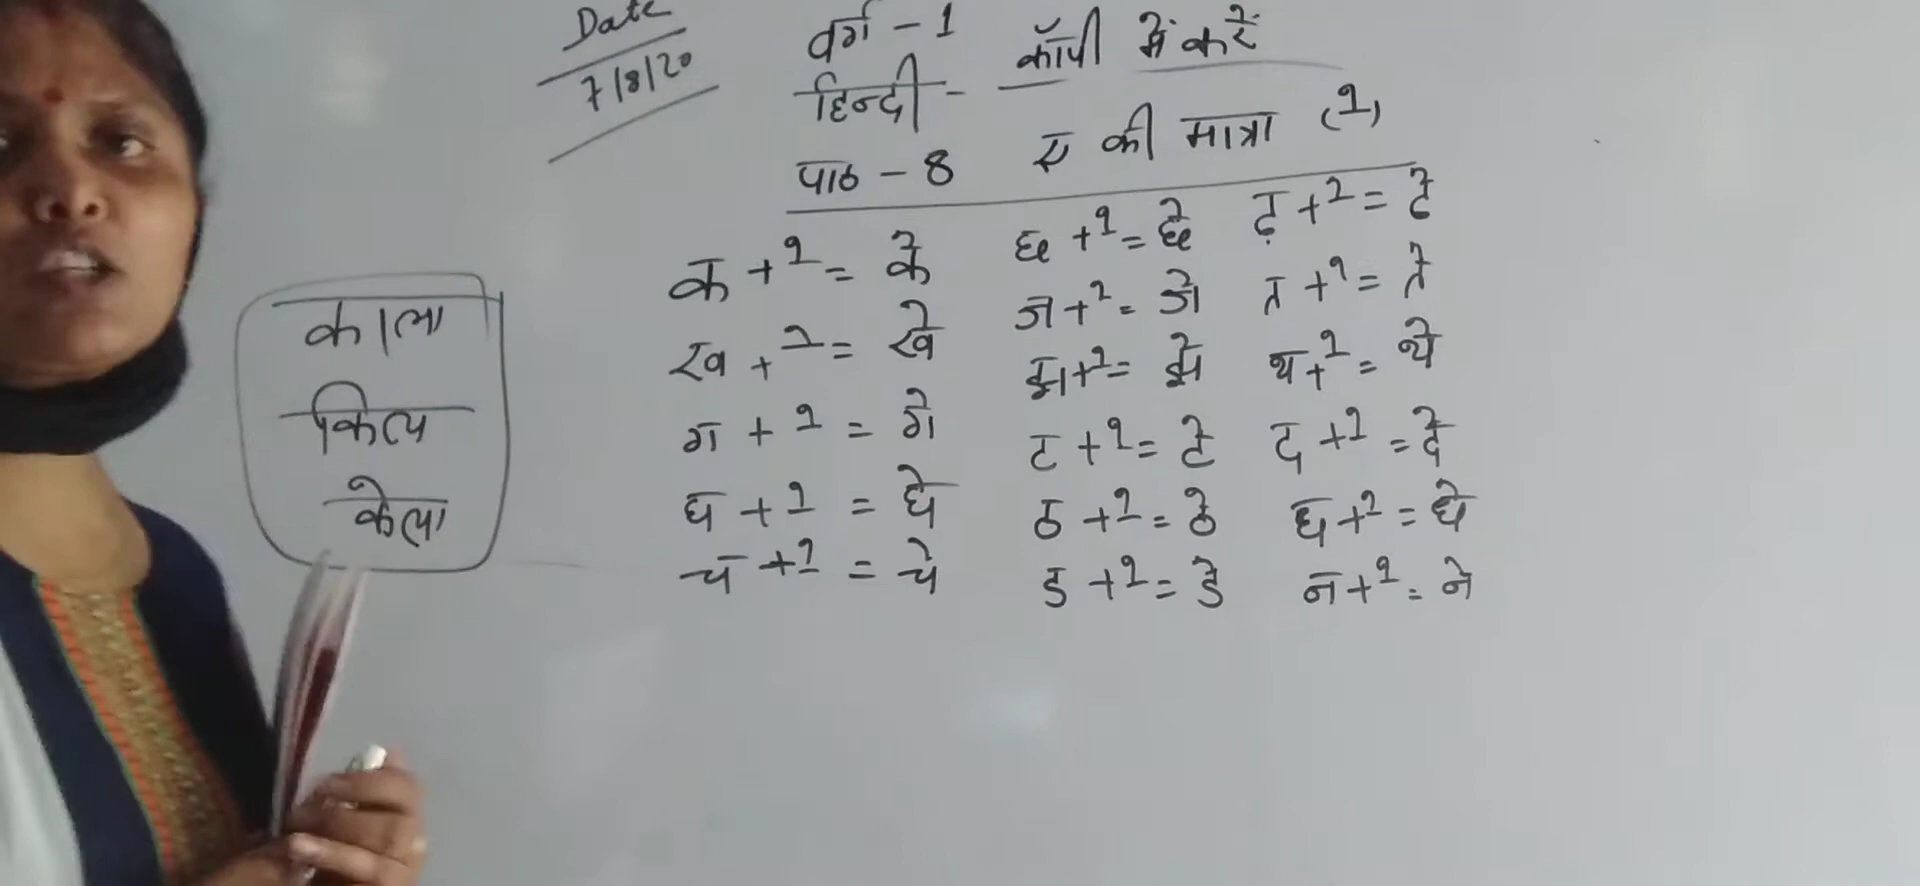 Date
7/8/20
वर्ग - 1
हिन्दी - कॉपी में करें
पाठ - 8 ए की मात्रा (े)
क + े = के
ख + े = खे
ग + े = गे
घ + े = घे
च + े = चे
छ + े = छे
ज + े = जे
झ + े = झे
ट + े = टे
ठ + े = ठे
ड + े = डे
ढ़ + े = ढे
त + े = ते
थ + े = थे
द + े = दे
ध + े = धे
न + े = ने
काला
केला